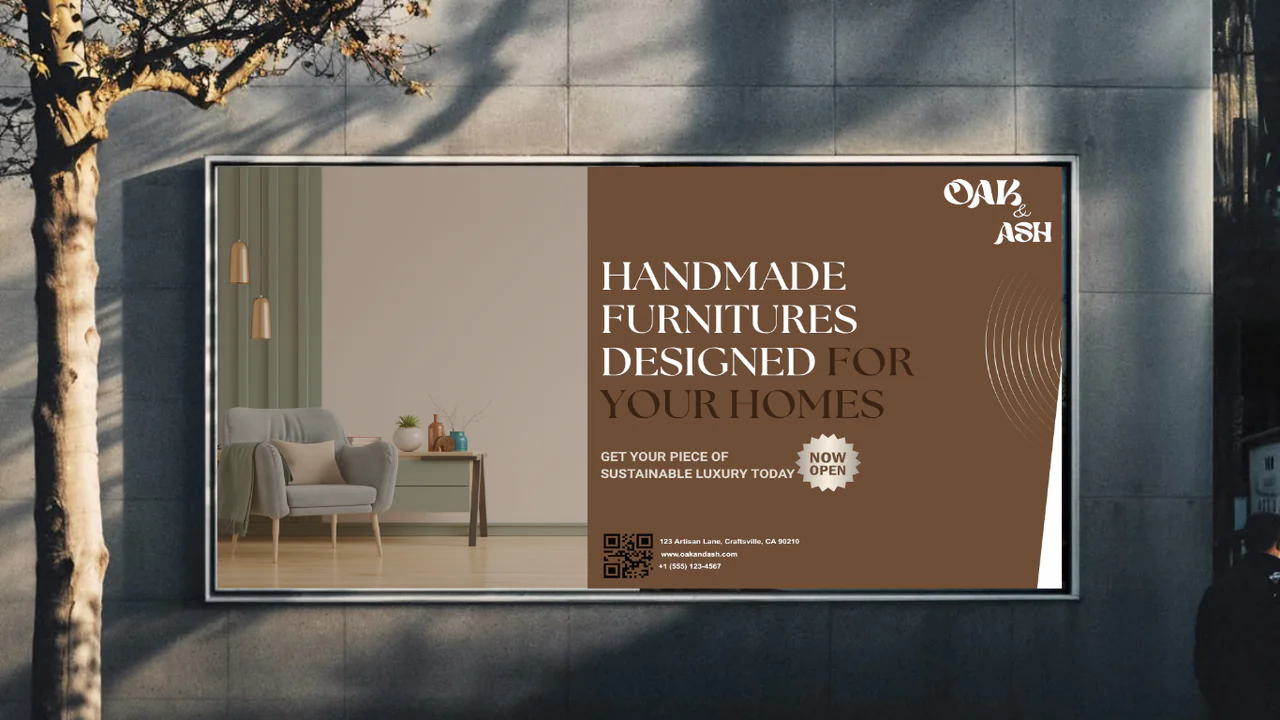 OAK
&
ASH
HANDMADE
FURNITURES
DESIGNED FOR
YOUR HOMES
GET YOUR PIECE OF
SUSTAINABLE LUXURY TODAY
NOW
OPEN
123 Artisan Lane, Craftsville, CA 90210
www.oakandash.com
+1 (555) 123-4567